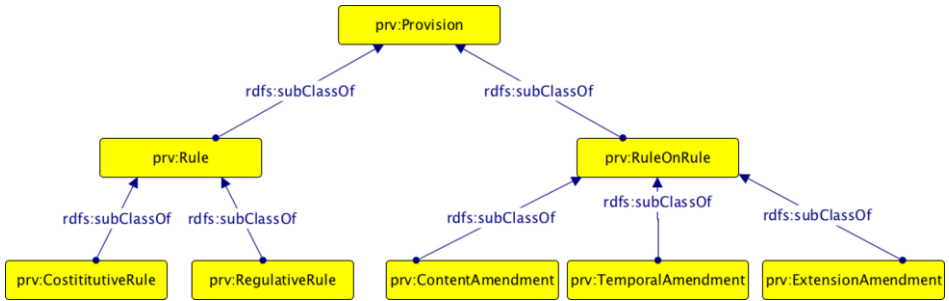 prv:Provision
rdfs:subClassOf
rdfs:subClassOf
prv:Rule
prv:RuleOnRule
rdfs:subClassOf
rdfs:subClassOf
rdfs:subClassOf
rdfs:subClassOf
rdfs:subClassOf
prv:CostititutiveRule
prv:RegulativeRule
prv:ContentAmendment
prv:TemporalAmendment
prv:ExtensionAmendment